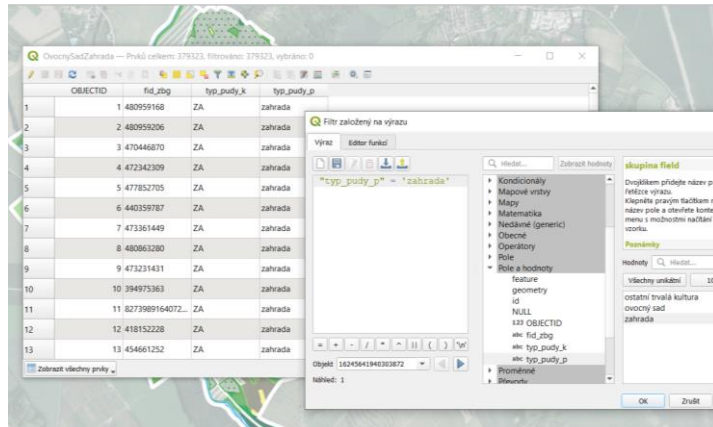 OvocnySadZahrada — Prvků celkem: 379323, filtrováno: 379323, vybráno: 0
OBJECTID fid_zbg typ_pudy_k typ_pudy_p
1 1 480959168 ZA zahrada
2 2 480959206 ZA zahrada
3 3 470446870 ZA zahrada
4 4 472342309 ZA zahrada
5 5 477852705 ZA zahrada
6 6 440359787 ZA zahrada
7 7 473361449 ZA zahrada
8 8 480863280 ZA zahrada
9 9 473231431 ZA zahrada
10 10 394975363 ZA zahrada
11 11 8273989164072... ZA zahrada
12 12 418152228 ZA zahrada
13 13 454661252 ZA zahrada
Zobrazit všechny prvky
Filtr založený na výrazu
Výraz Editor funkcí
"typ_pudy_p" = 'zahrada'
= + - / * ^ || ( ) '\n'
Objekt 16245641940303872
Náhled: 1
Hledat... Zobrazit hodnoty
Kondicionály
Mapové vrstvy
Mapy
Matematika
Nedávné (generic)
Obecné
Operátory
Pole
Pole a hodnoty
feature
geometry
id
NULL
123 OBJECTID
abc fid_zbg
abc typ_pudy_k
abc typ_pudy_p
Proměnné
Převody
skupina field
Dvojklikem přidejte název p
řetězce výrazu.
Klepněte pravým tlačítkem n
název pole a otevřete konte
menu s možnostmi načítání
vzorku.
Poznámky
Hodnoty Hledat...
Všechny unikátní 10
ostatní trvalá kultura
ovocný sad
zahrada
OK Zrušit